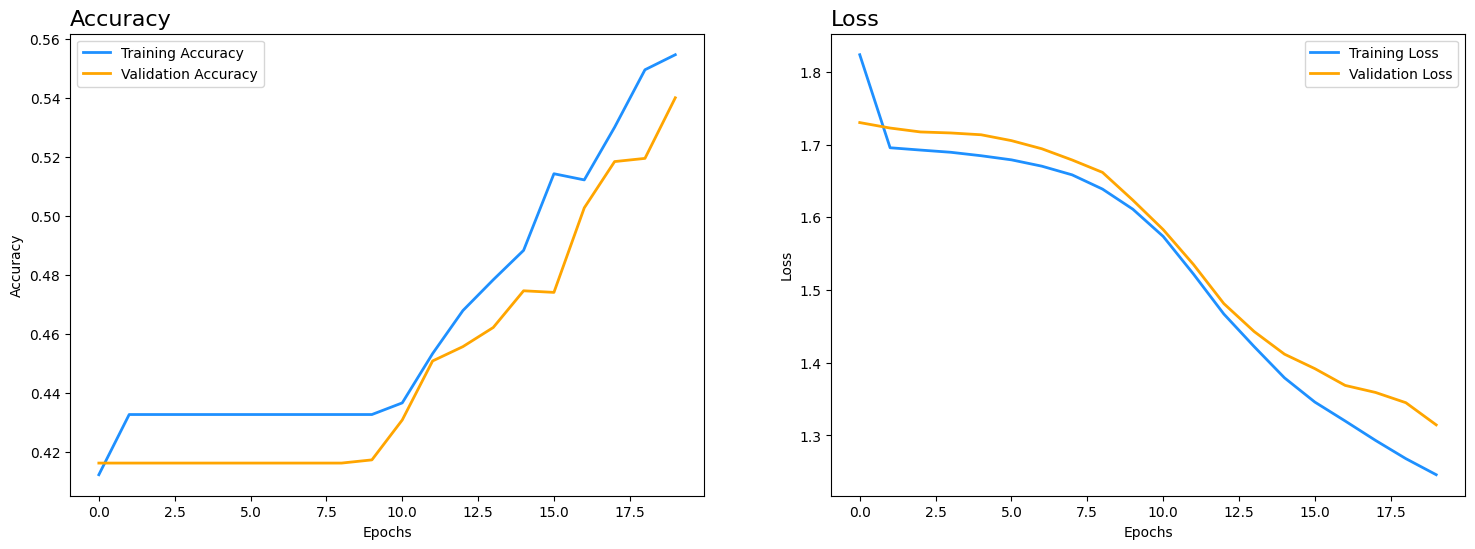 Accuracy
Training Accuracy
Validation Accuracy
0.56
0.54
0.52
0.50
0.48
0.46
0.44
0.42
Accuracy
0.0 2.5 5.0 7.5 10.0 12.5 15.0 17.5
Epochs
Loss
Training Loss
Validation Loss
1.8
1.7
1.6
1.5
1.4
1.3
Loss
0.0 2.5 5.0 7.5 10.0 12.5 15.0 17.5
Epochs